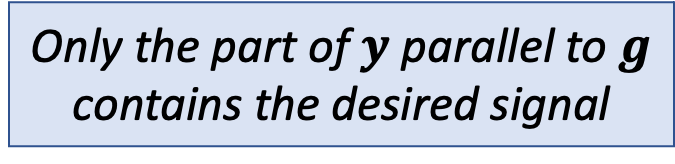 Only the part of y parallel to g
contains the desired signal